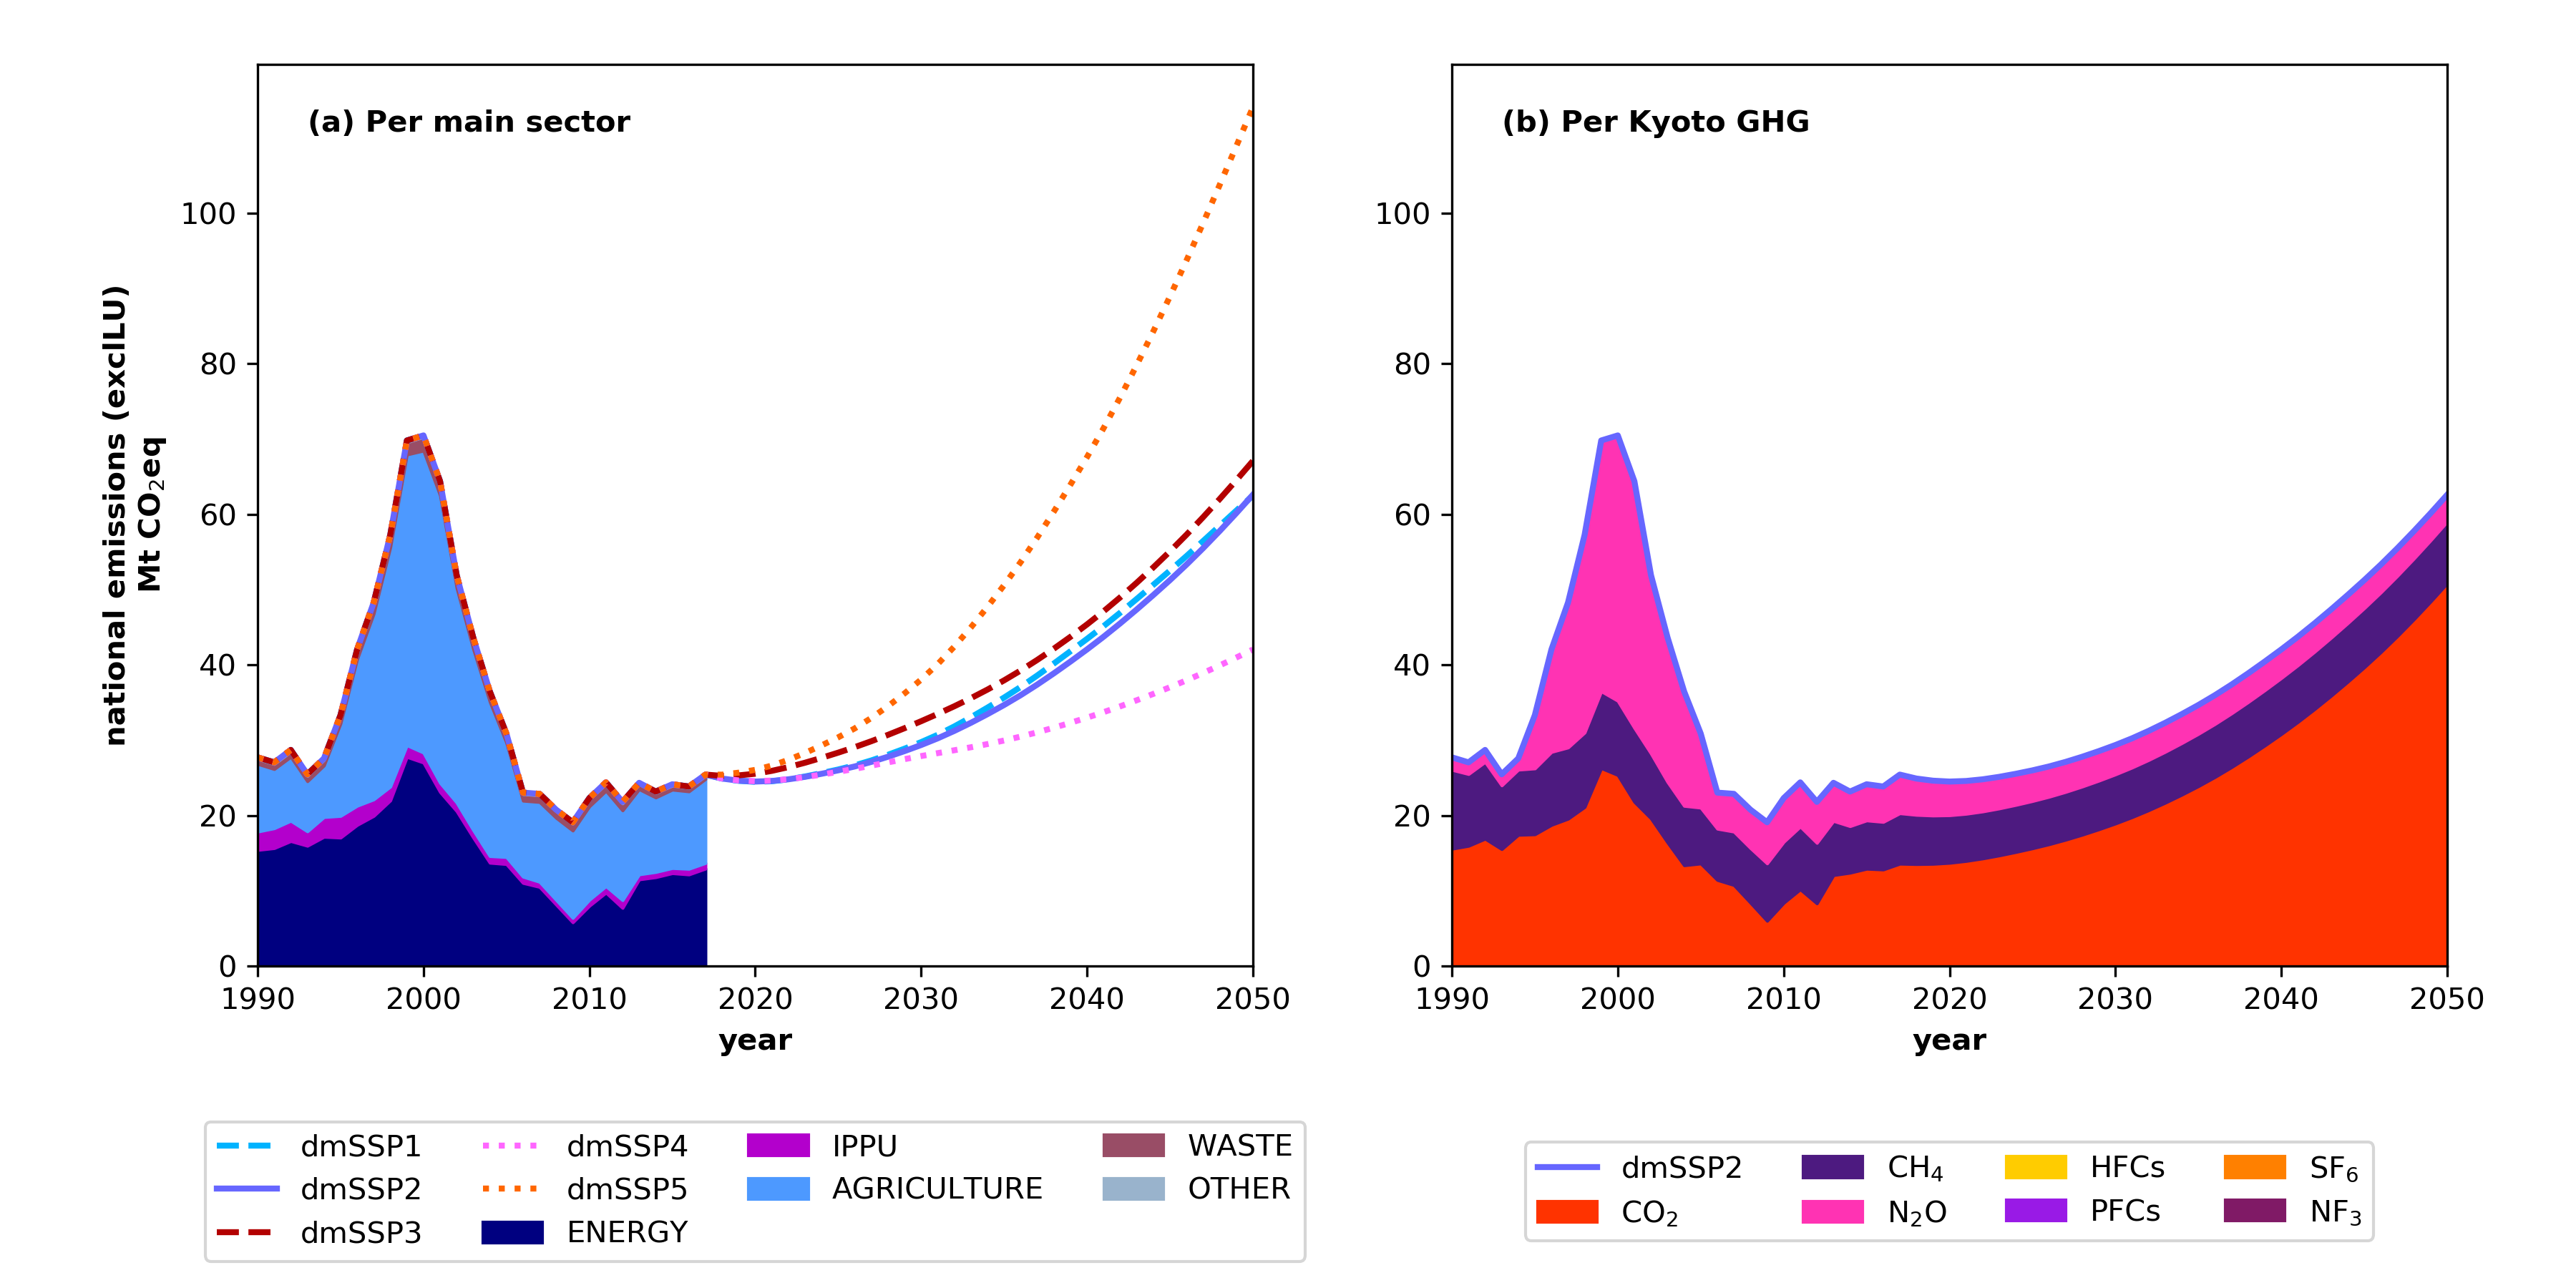 (a) Per main sector
national emissions (exclLU)
Mt CO₂eq
100
80
60
40
20
0
1990 2000 2010 2020 2030 2040 2050
year
dmSSP1 dmSSP4 IPPU WASTE
dmSSP2 dmSSP5 AGRICULTURE OTHER
dmSSP3 ENERGY
(b) Per Kyoto GHG
100
80
60
40
20
0
1990 2000 2010 2020 2030 2040 2050
year
dmSSP2 CH₄ HFCs SF₆
CO₂ N₂O PFCs NF₃